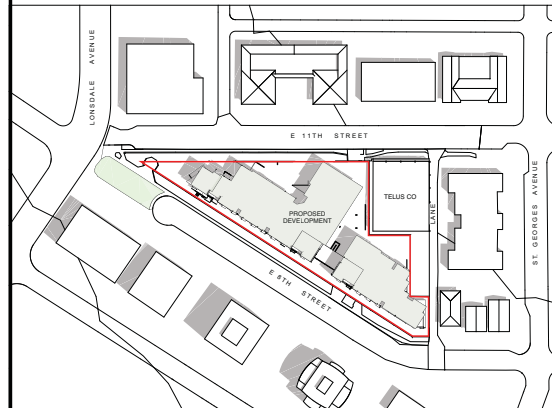 LONSDALE AVENUE
E 11TH STREET
TELUS CO
LANE
PROPOSED
DEVELOPMENT
ST. GEORGES AVENUE
E 8TH STREET